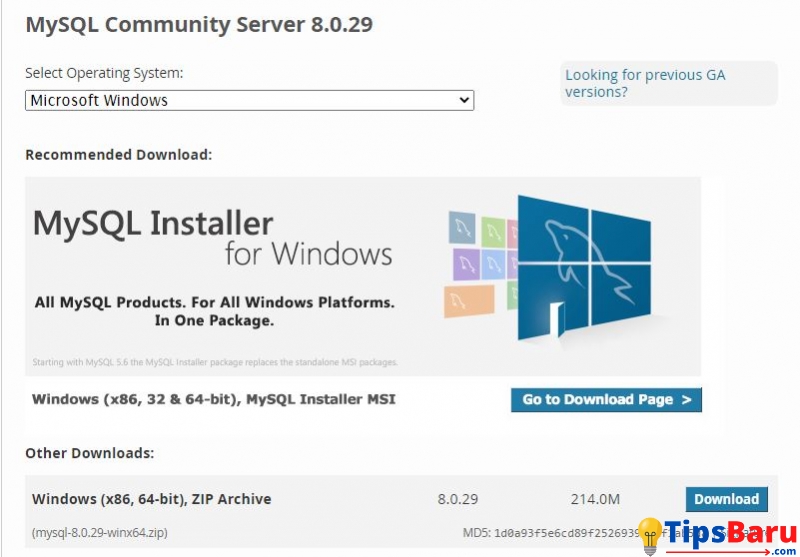 MySQL Community Server 8.0.29
Select Operating System:
Microsoft Windows
Looking for previous GA
versions?
Recommended Download:
MySQL Installer
for Windows
All MySQL Products. For All Windows Platforms.
In One Package.
Starting with MySQL 5.6 the MySQL Installer package replaces the standalone MSI packages.
Windows (x86, 32 & 64-bit), MySQL Installer MSI
Go to Download Page >
Other Downloads:
Windows (x86, 64-bit), ZIP Archive 8.0.29 214.0M Download
(mysql-8.0.29-winx64.zip) MD5:
TipsBaru
.com